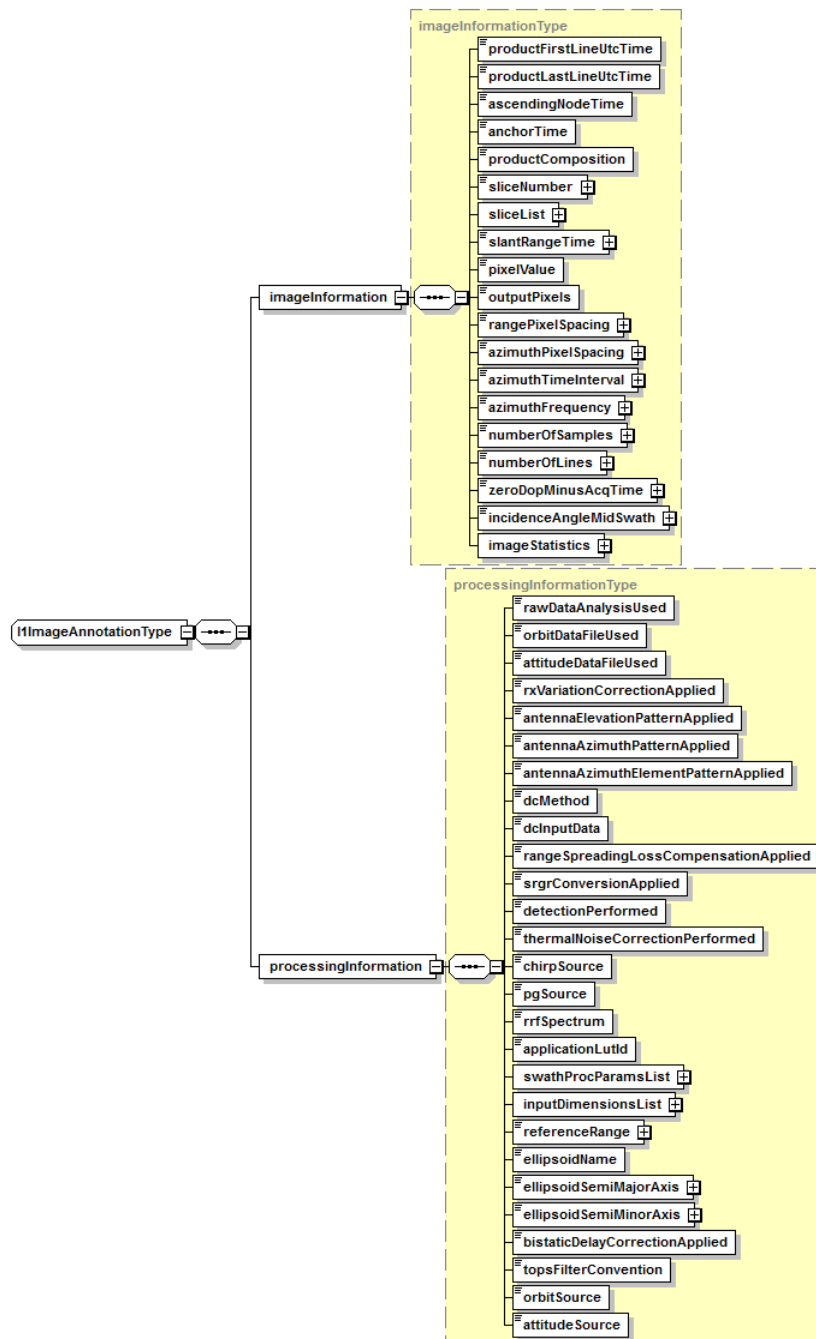 imageInformationType
productFirstLineUtcTime
productLastLineUtcTime
ascendingNodeTime
anchorTime
productComposition
sliceNumber
sliceList
slantRangeTime
pixelValue
imageInformation
outputPixels
rangePixelSpacing
azimuthPixelSpacing
azimuthTimeInterval
azimuthFrequency
numberOfSamples
numberOfLines
zeroDopMinusAcqTime
incidenceAngleMidSwath
imageStatistics
processingInformationType
rawDataAnalysisUsed
l1ImageAnnotationType
orbitDataFileUsed
attitudeDataFileUsed
rxVariationCorrectionApplied
antennaElevationPatternApplied
antennaAzimuthPatternApplied
antennaAzimuthElementPatternApplied
dcMethod
dcInputData
rangeSpreadingLossCompensationApplied
srgrConversionApplied
detectionPerformed
thermalNoiseCorrectionPerformed
processingInformation
chirpSource
pgSource
rrfSpectrum
applicationLutId
swathProcParamsList
inputDimensionsList
referenceRange
ellipsoidName
ellipsoidSemiMajorAxis
ellipsoidSemiMinorAxis
bistaticDelayCorrectionApplied
topsFilterConvention
orbitSource
attitudeSource